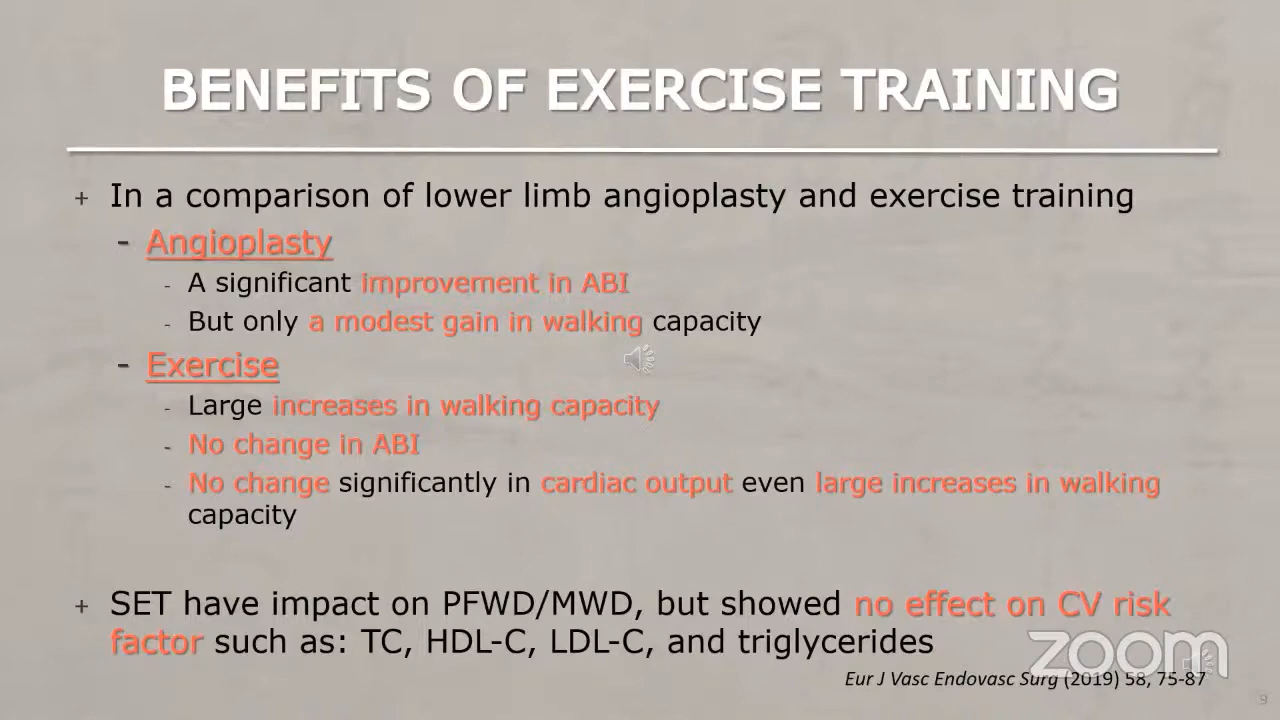 BENEFITS OF EXERCISE TRAINING
+ In a comparison of lower limb angioplasty and exercise training
- Angioplasty
- A significant improvement in ABI
- But only a modest gain in walking capacity
- Exercise
- Large increases in walking capacity
- No change in ABI
- No change significantly in cardiac output even large increases in walking
capacity
+ SET have impact on PFWD/MWD, but showed no effect on CV risk
factor such as: TC, HDL-C, LDL-C, and triglycerides
zoom
Eur J Vasc Endovasc Surg (2019) 58, 75-87
9